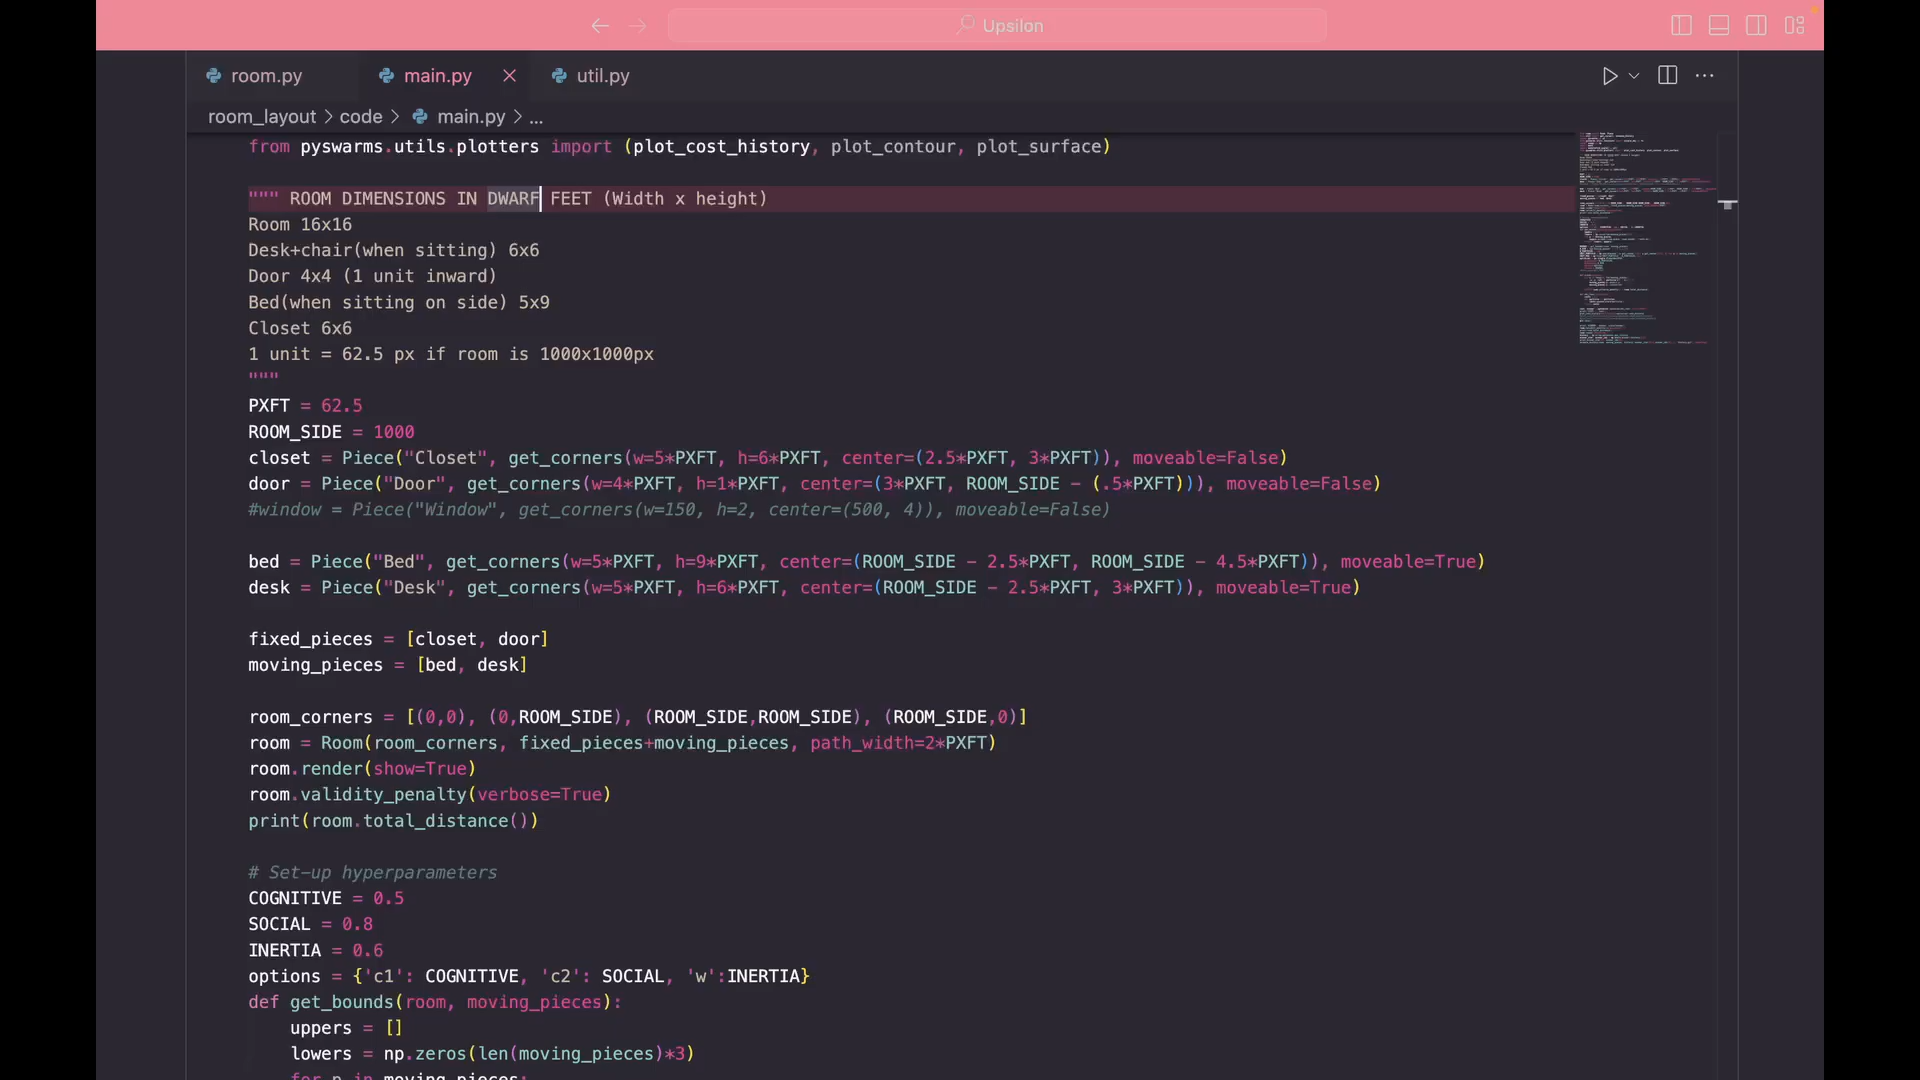 Upsilon
room.py main.py util.py
room_layout > code > main.py > ...
from pyswarms.utils.plotters import (plot_cost_history, plot_contour, plot_surface)
""" ROOM DIMENSIONS IN DWARF FEET (Width x height)
Room 16x16
Desk+chair(when sitting) 6x6
Door 4x4 (1 unit inward)
Bed(when sitting on side) 5x9
Closet 6x6
1 unit = 62.5 px if room is 1000x1000px
"""
PXFT = 62.5
ROOM_SIDE = 1000
closet = Piece("Closet", get_corners(w=5*PXFT, h=6*PXFT, center=(2.5*PXFT, 3*PXFT)), moveable=False)
door = Piece("Door", get_corners(w=4*PXFT, h=1*PXFT, center=(3*PXFT, ROOM_SIDE - (.5*PXFT))), moveable=False)
#window = Piece("Window", get_corners(w=150, h=2, center=(500, 4)), moveable=False)
bed = Piece("Bed", get_corners(w=5*PXFT, h=9*PXFT, center=(ROOM_SIDE - 2.5*PXFT, ROOM_SIDE - 4.5*PXFT)), moveable=True)
desk = Piece("Desk", get_corners(w=5*PXFT, h=6*PXFT, center=(ROOM_SIDE - 2.5*PXFT, 3*PXFT)), moveable=True)
fixed_pieces = [closet, door]
moving_pieces = [bed, desk]
room_corners = [(0,0), (0,ROOM_SIDE), (ROOM_SIDE,ROOM_SIDE), (ROOM_SIDE,0)]
room = Room(room_corners, fixed_pieces+moving_pieces, path_width=2*PXFT)
room.render(show=True)
room.validity_penalty(verbose=True)
print(room.total_distance())
# Set-up hyperparameters
COGNITIVE = 0.5
SOCIAL = 0.8
INERTIA = 0.6
options = {'c1': COGNITIVE, 'c2': SOCIAL, 'w':INERTIA}
def get_bounds(room, moving_pieces):
uppers = []
lowers = np.zeros(len(moving_pieces)*3)
for p in moving_pieces: